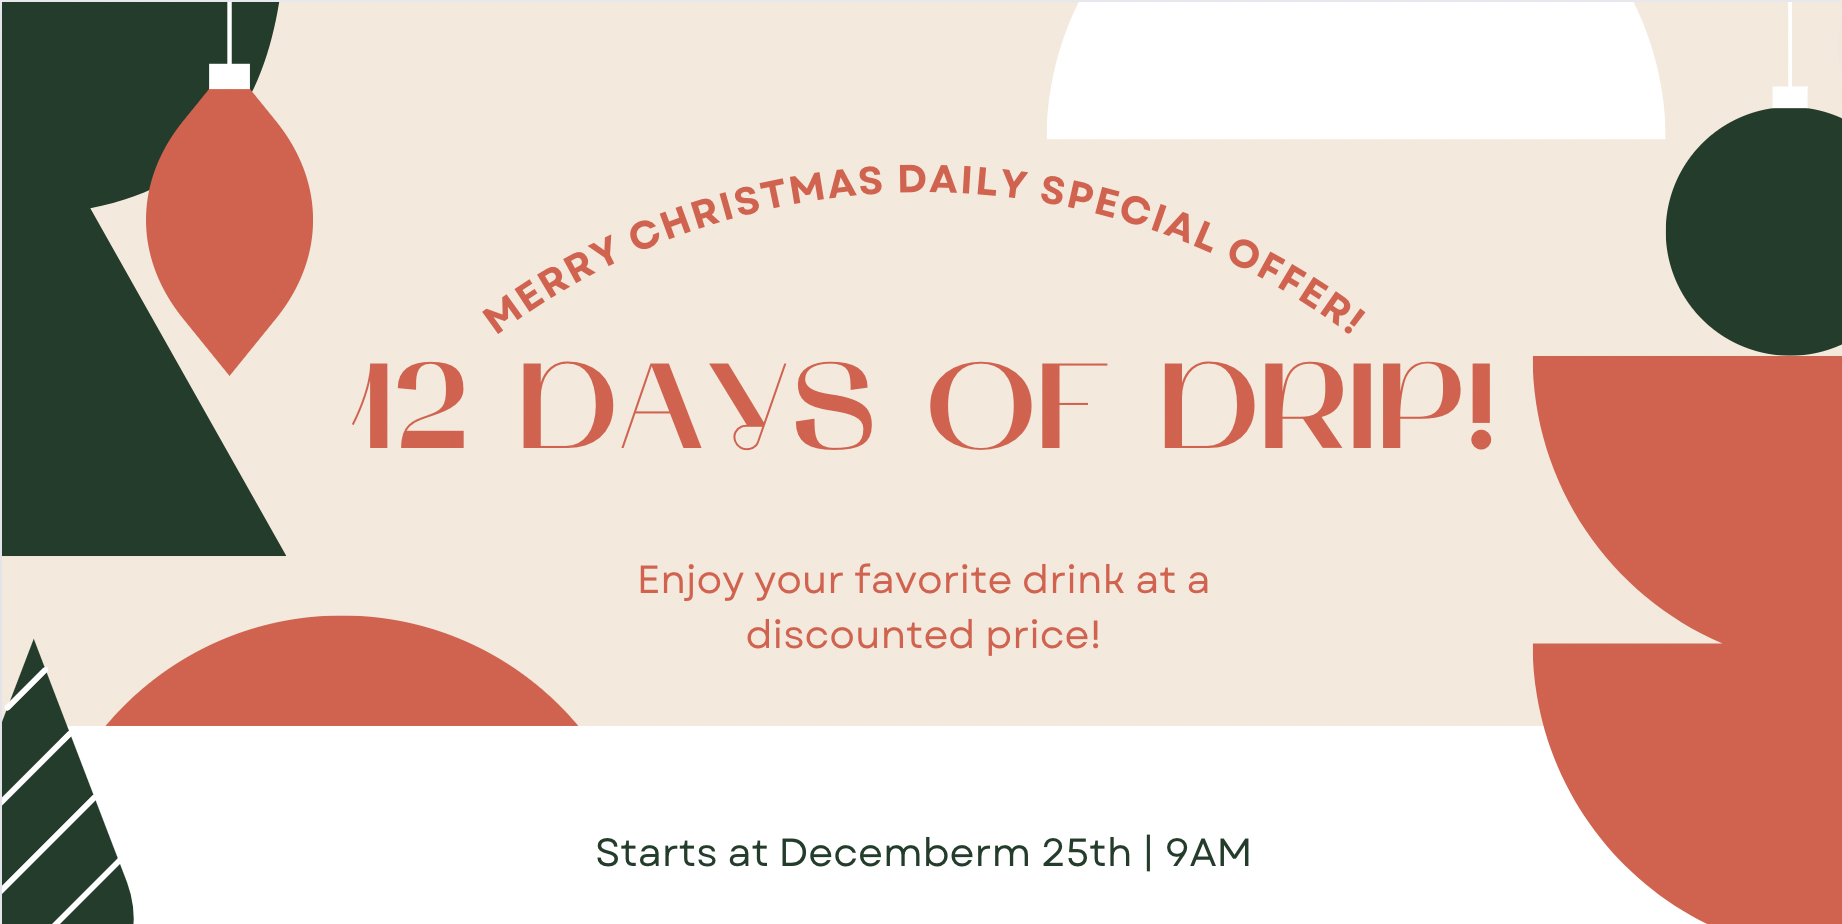 MERRY CHRISTMAS DAILY SPECIAL OFFER!
12 DAYS OF DRIP!
Enjoy your favorite drink at a
discounted price!
Starts at Decemberm 25th | 9AM